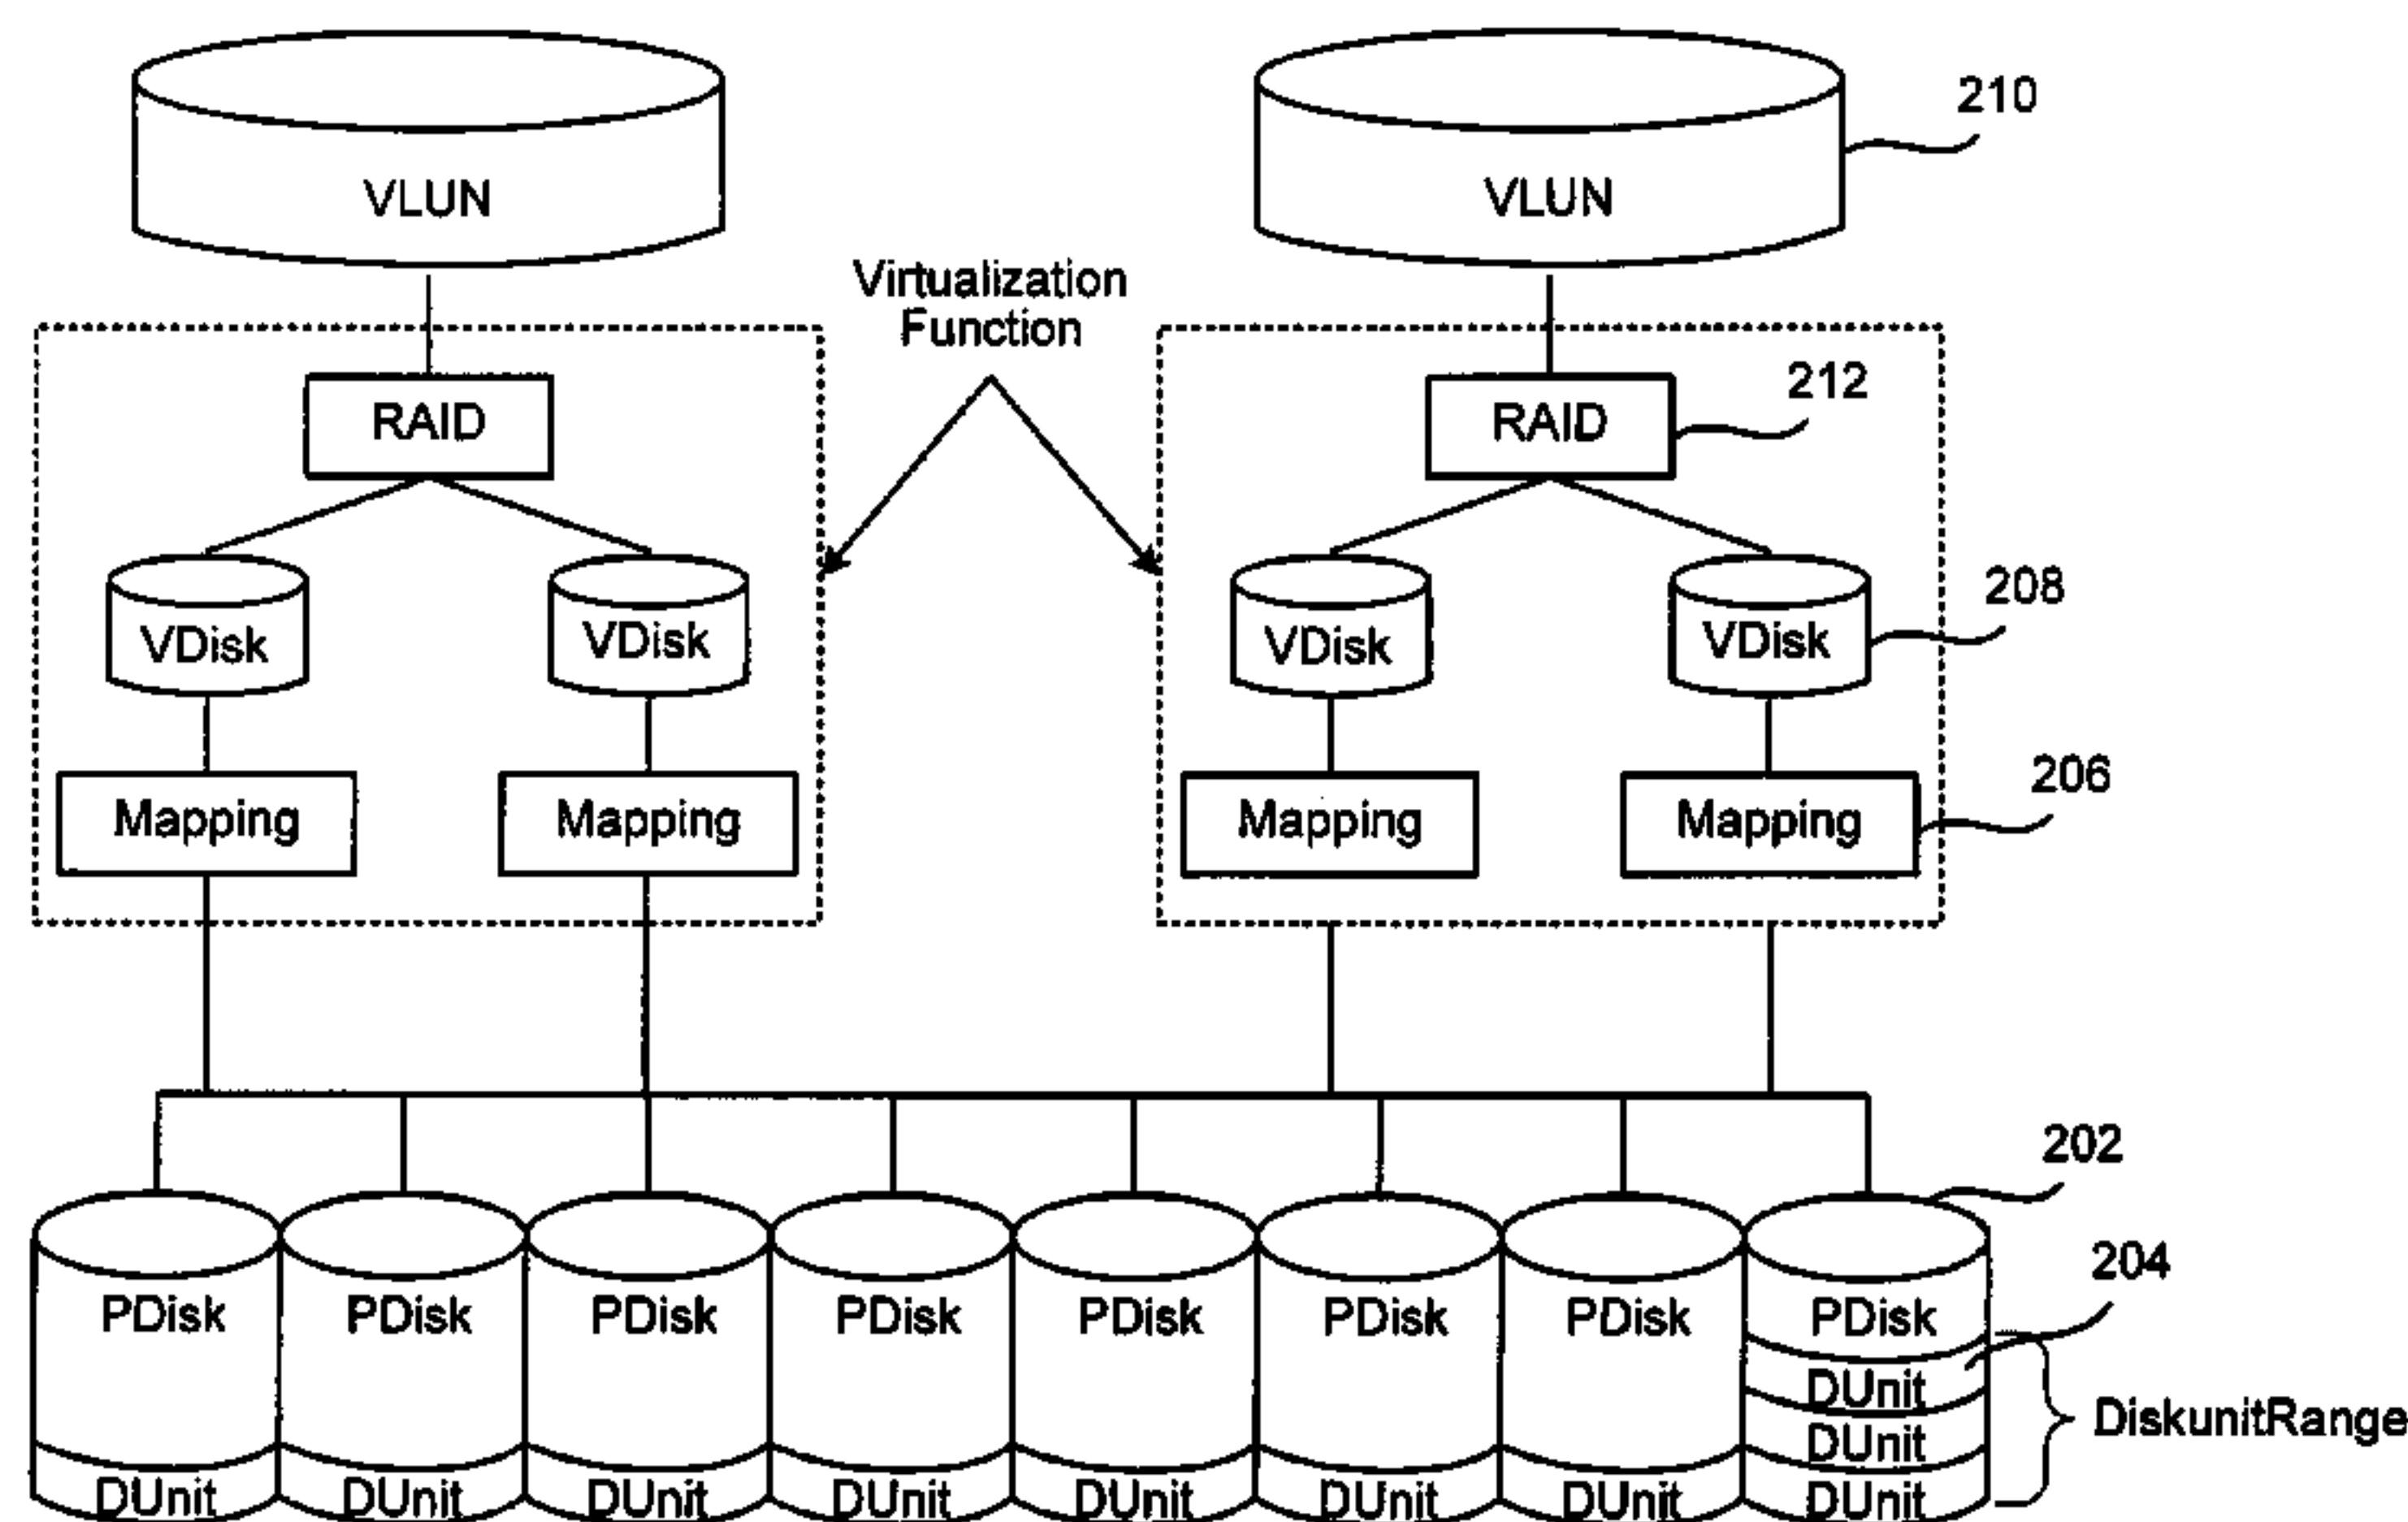 210
VLUN
VLUN
Virtualization
Function
212
RAID
RAID
208
VDisk
VDisk
VDisk
VDisk
206
Mapping
Mapping
Mapping
Mapping
202
204
PDisk
PDisk
PDisk
PDisk
PDisk
PDisk
PDisk
PDisk
DUnit
DiskunitRange
DUnit
DUnit
DUnit
DUnit
DUnit
DUnit
DUnit
DUnit
DUnit